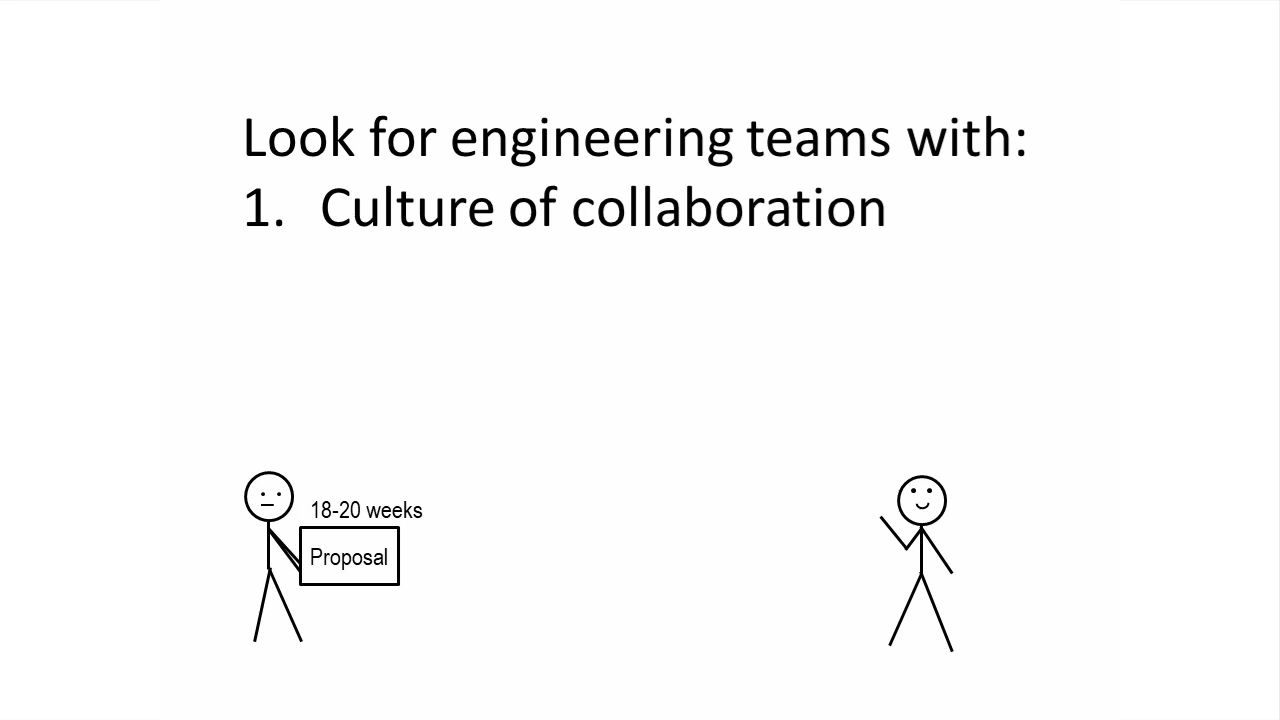 Look for engineering teams with:
1. Culture of collaboration
18-20 weeks
Proposal